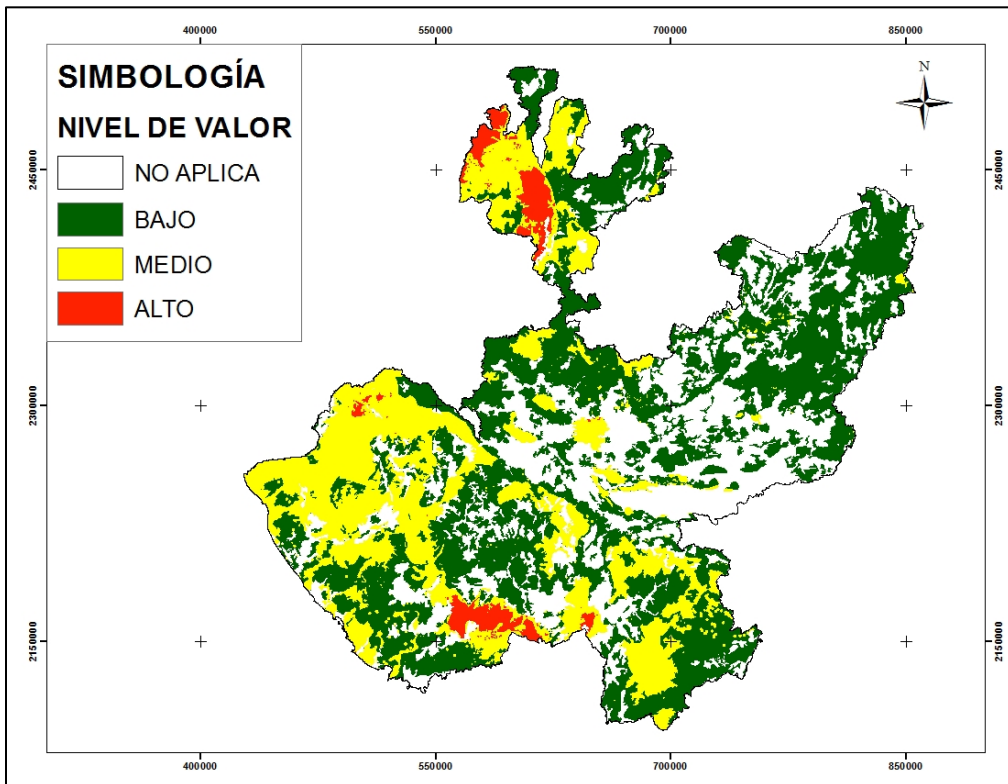 400000 550000 700000 850000
SIMBOLOGÍA
NIVEL DE VALOR
NO APLICA
BAJO
MEDIO
ALTO
N
2450000 2450000
2300000 2300000
2150000 2150000
400000 550000 700000 850000